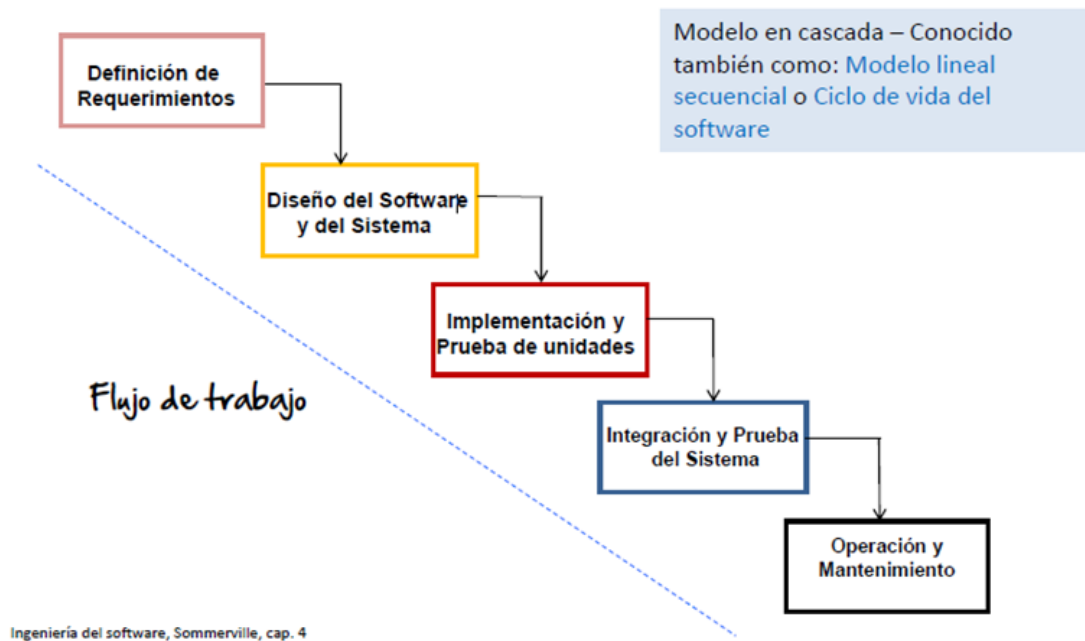 Modelo en cascada – Conocido
también como: Modelo lineal
secuencial o Ciclo de vida del
software
Definición de
Requerimientos
Diseño del Software
y del Sistema
Implementación y
Prueba de unidades
Flujo de trabajo
Integración y Prueba
del Sistema
Operación y
Mantenimiento
Ingeniería del software, Sommerville, cap. 4